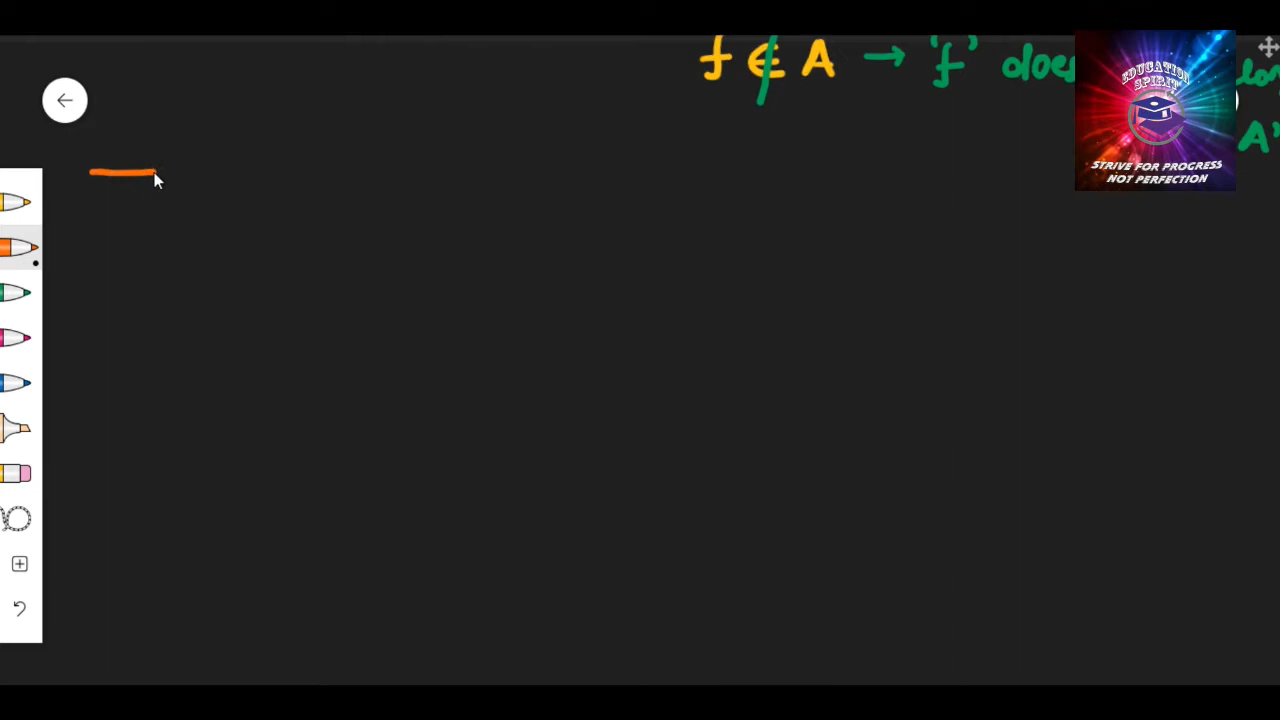 f ∉ A → 'f' does
A'
EDUCATION
SPIRIT
STRIVE FOR PROGRESS
NOT PERFECTION